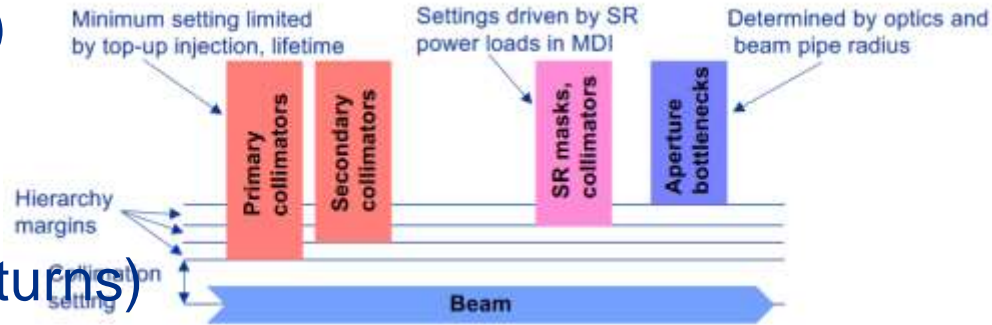 )
Minimum setting limited
by top-up injection, lifetime
Settings driven by SR
power loads in MDI
Determined by optics and
beam pipe radius
Primary
collimators
Secondary
collimators
SR masks,
collimators
Aperture
bottlenecks
Hierarchy
margins
Collimation
setting
turns)
Beam